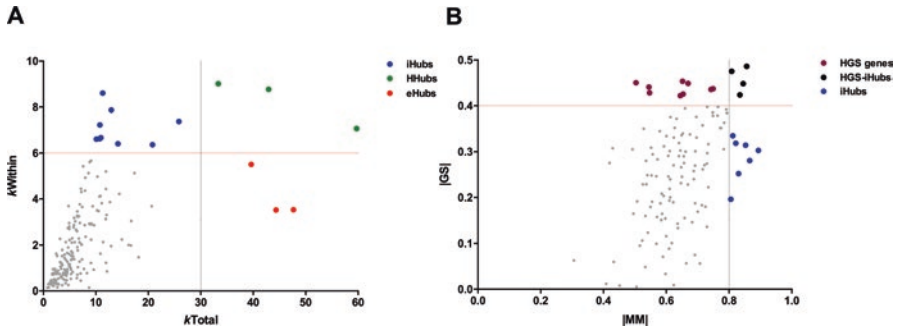 A
10
8
6
4
2
0
0 10 20 30 40 50 60
kWithin
kTotal
iHubs
HHubs
eHubs
B
0.5
0.4
0.3
0.2
0.1
0.0
0.0 0.2 0.4 0.6 0.8 1.0
|GS|
|MM|
HGS genes
HGS-iHubs
iHubs